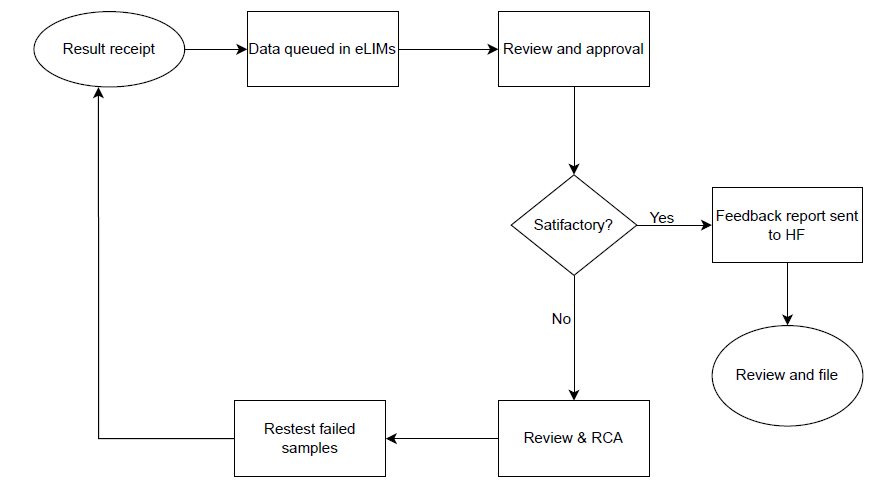 Result receipt
Data queued in eLIMs
Review and approval
Satifactory?
Yes
Feedback report sent
to HF
No
Review and file
Restest failed
samples
Review & RCA